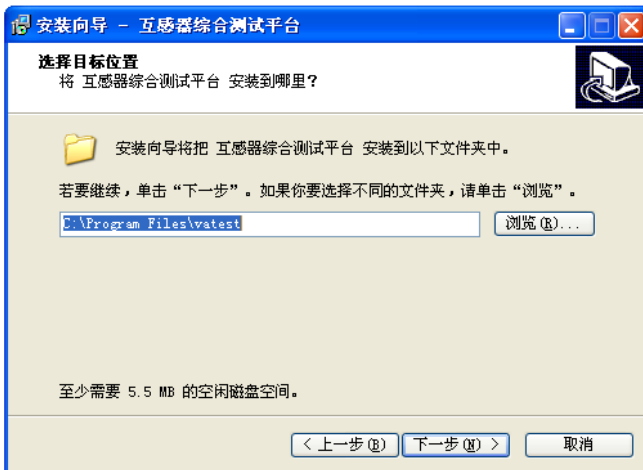 安装向导 - 互感器综合测试平台
选择目标位置
将 互感器综合测试平台 安装到哪里?
安装向导将把 互感器综合测试平台 安装到以下文件夹中。
若要继续,单击“下一步”。如果你要选择不同的文件夹,请单击“浏览”。
C:\Program Files\vatest
浏览(R)...
至少需要 5.5 MB 的空闲磁盘空间。
< 上一步(B) 下一步(N) > 取消